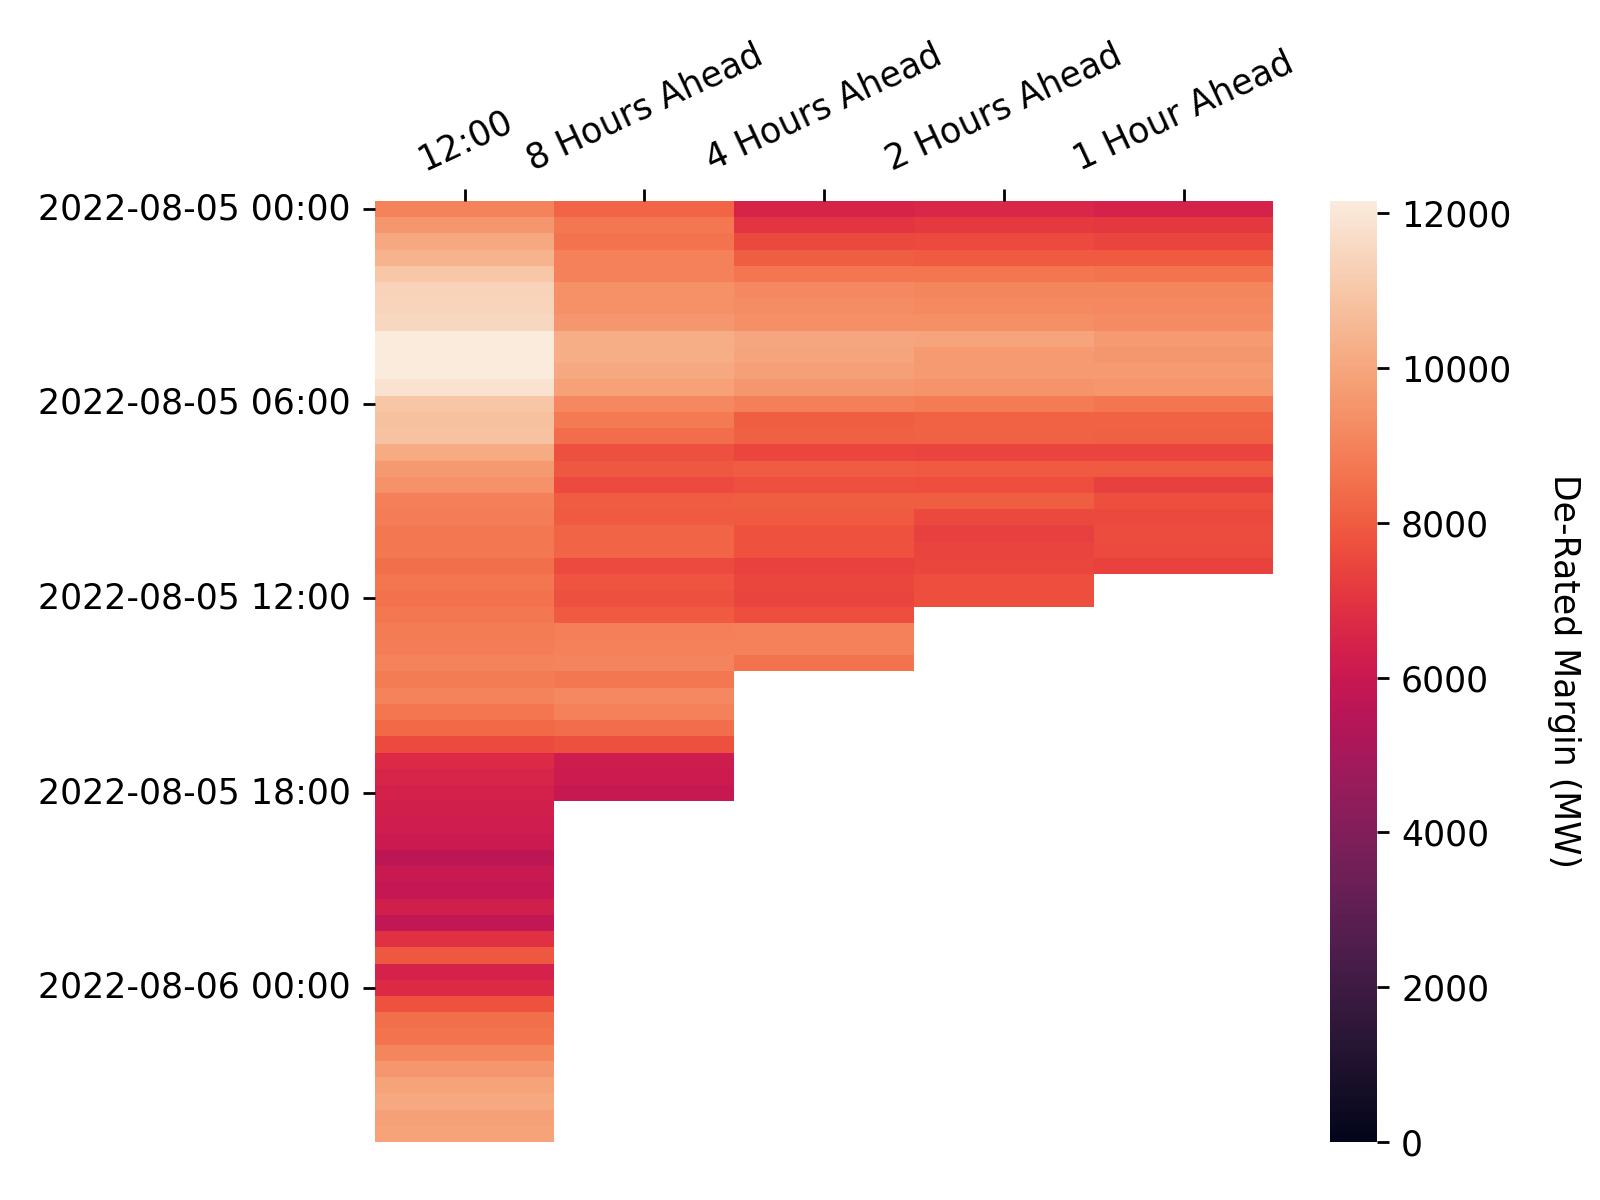 12:00
8 Hours Ahead
4 Hours Ahead
2 Hours Ahead
1 Hour Ahead
2022-08-05 00:00
2022-08-05 06:00
2022-08-05 12:00
2022-08-05 18:00
2022-08-06 00:00
12000
10000
8000
6000
4000
2000
0
De-Rated Margin (MW)